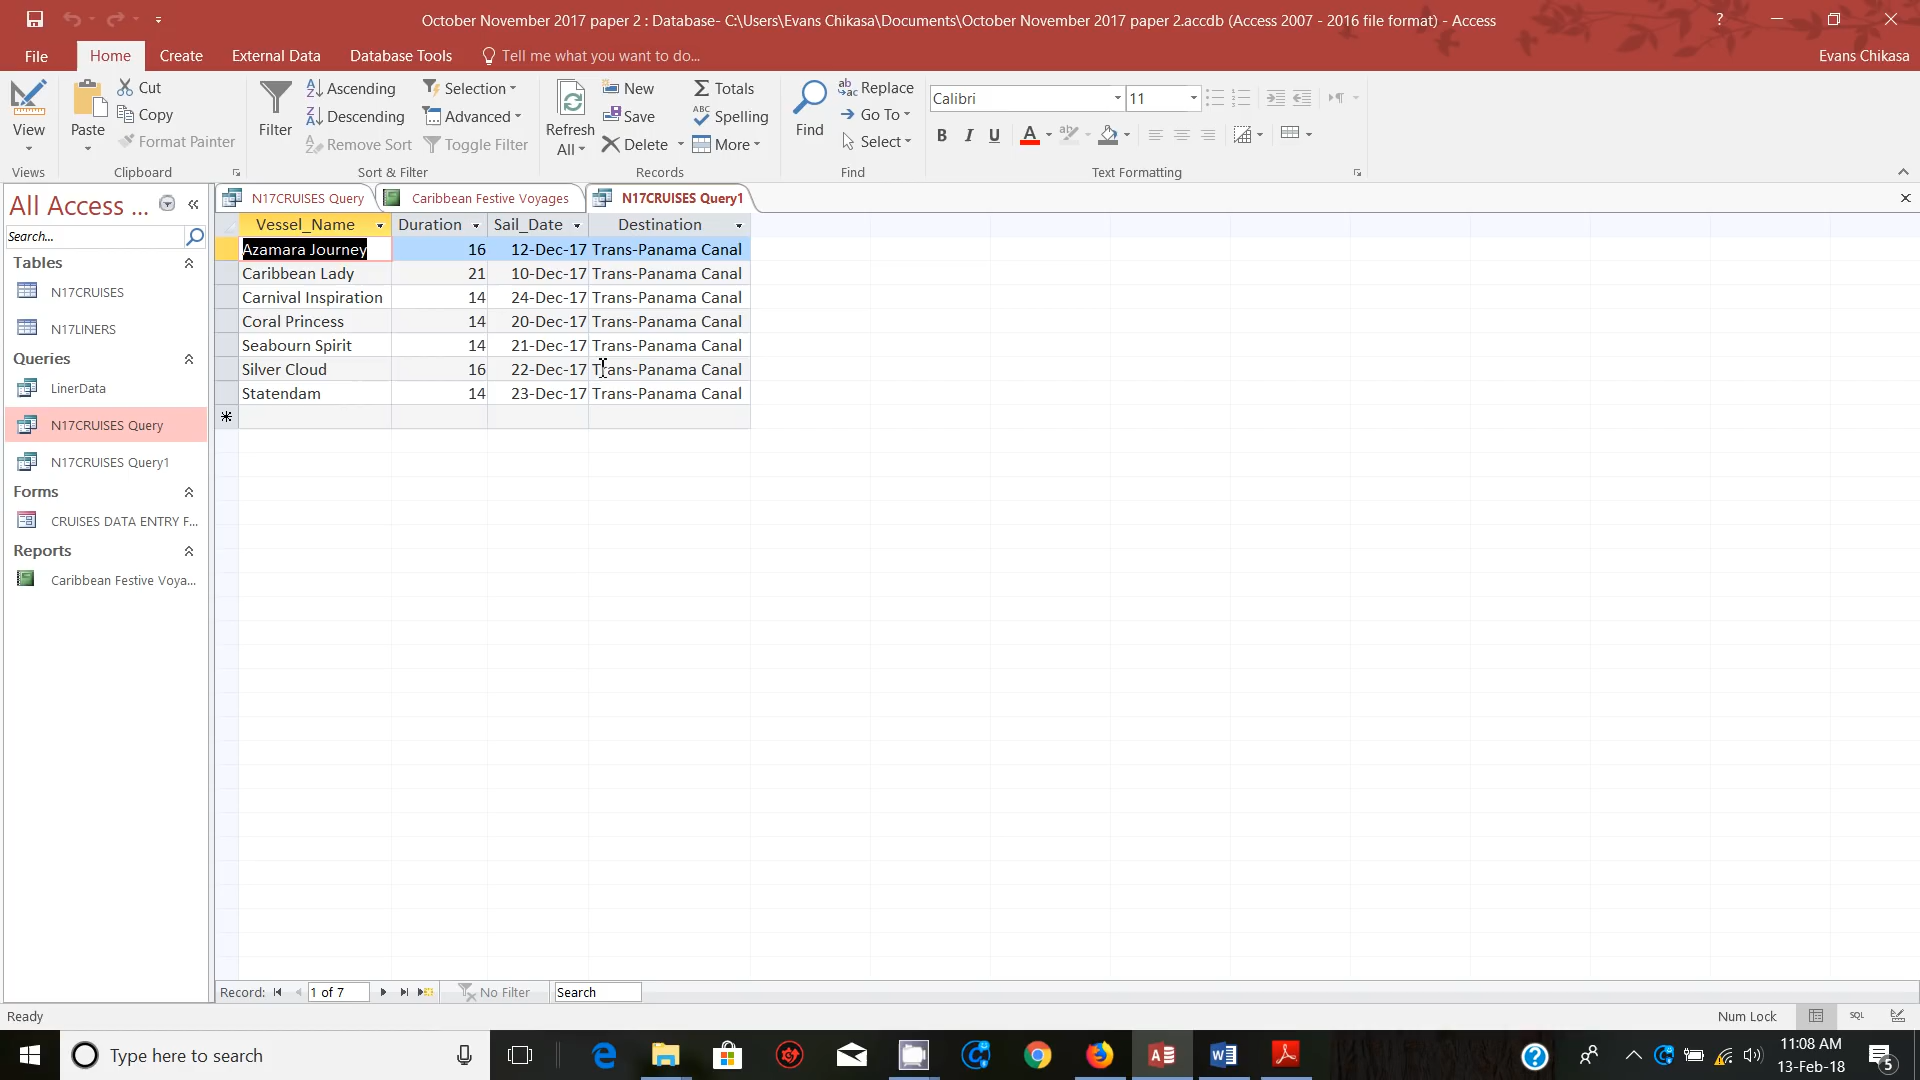 October November 2017 paper 2 : Database- C:\Users\Evans Chikasa\Documents\October November 2017 paper 2.accdb (Access 2007 - 2016 file format) - Access
?
File Home Create External Data Database Tools Tell me what you want to do... Evans Chikasa
View
Views
Paste
Cut
Copy
Format Painter
Clipboard
Filter
Ascending
Descending
Remove Sort
Selection
Advanced
Toggle Filter
Sort & Filter
Refresh
All
New
Save
Delete
Totals
Spelling
More
Records
Find
Replace
Go To
Select
Find
Calibri 11
B I U A
Text Formatting
All Access ...
Search...
Tables
N17CRUISES
N17LINERS
Queries
LinerData
N17CRUISES Query
N17CRUISES Query1
Forms
CRUISES DATA ENTRY F...
Reports
Caribbean Festive Voya...
N17CRUISES Query Caribbean Festive Voyages N17CRUISES Query1
Vessel_Name Duration Sail_Date Destination
Azamara Journey 16 12-Dec-17 Trans-Panama Canal
Caribbean Lady 21 10-Dec-17 Trans-Panama Canal
Carnival Inspiration 14 24-Dec-17 Trans-Panama Canal
Coral Princess 14 20-Dec-17 Trans-Panama Canal
Seabourn Spirit 14 21-Dec-17 Trans-Panama Canal
Silver Cloud 16 22-Dec-17 Trans-Panama Canal
Statendam 14 23-Dec-17 Trans-Panama Canal
Record: 1 of 7 No Filter Search
Ready Num Lock SQL
Type here to search
11:08 AM
13-Feb-18
5